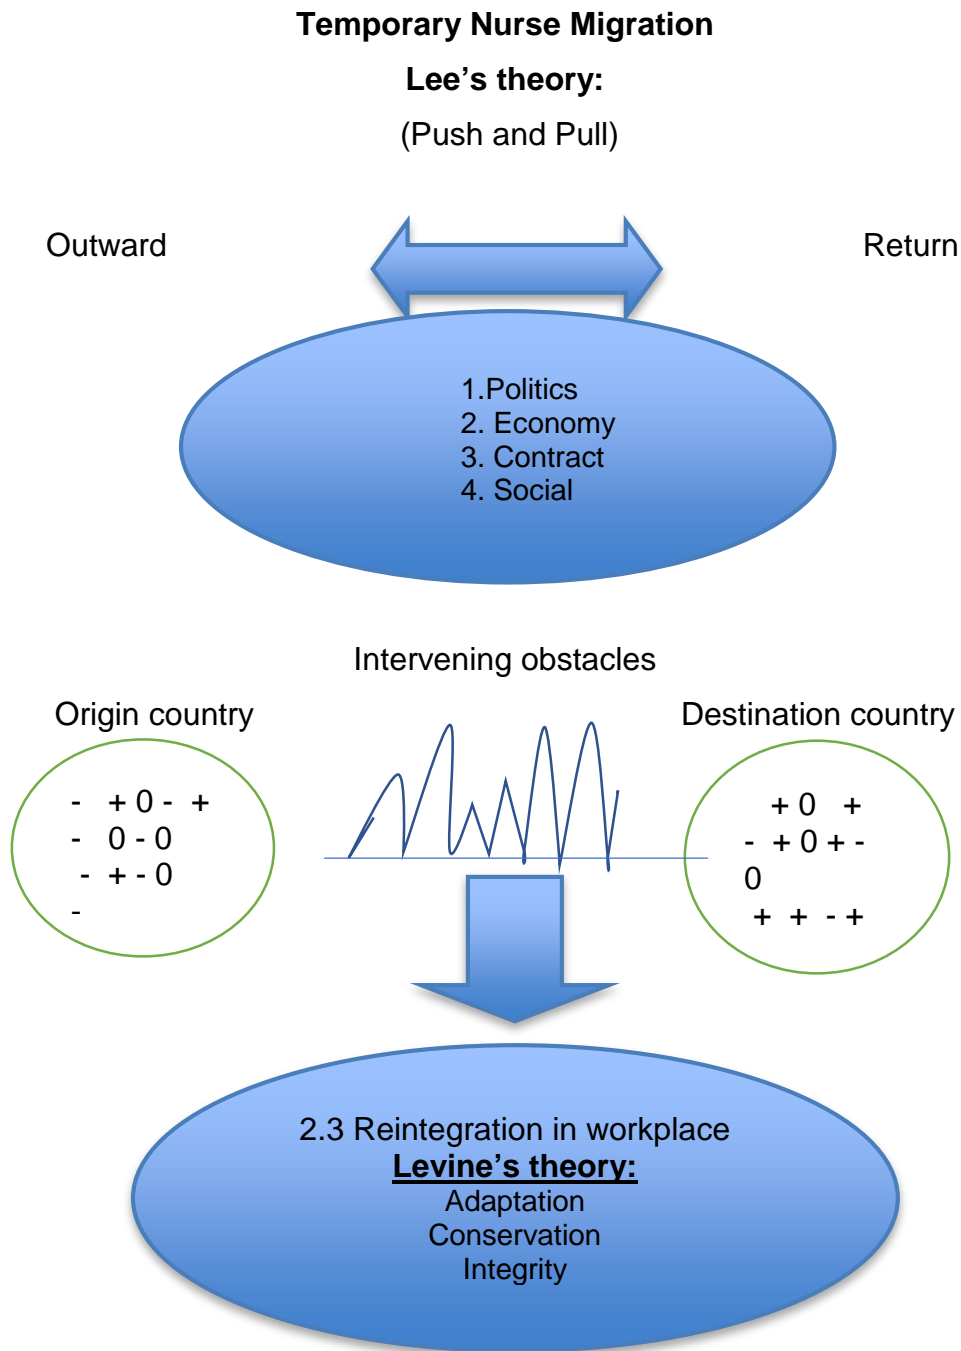 Temporary Nurse Migration
Lee’s theory:
(Push and Pull)
Outward Return
1.Politics
2. Economy
3. Contract
4. Social
Intervening obstacles
Origin country Destination country
- + 0 - +
- 0 - 0
- + - 0
-
+ 0 +
- + 0 + -
0
+ + - +
2.3 Reintegration in workplace
Levine’s theory:
Adaptation
Conservation
Integrity